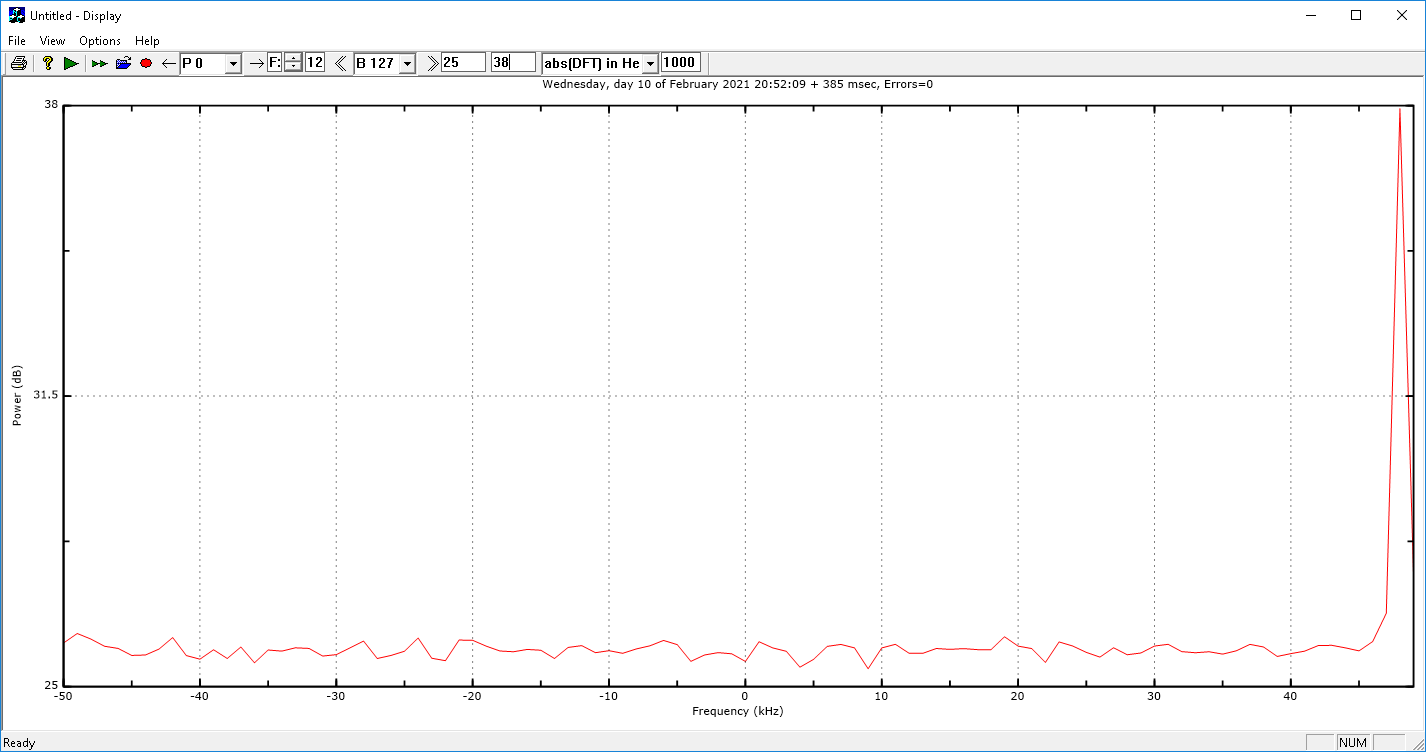 Untitled - Display
File View Options Help
P 0 F: 12 B 127 25 38 abs(DFT) in He 1000
Wednesday, day 10 of February 2021 20:52:09 + 385 msec, Errors=0
38
31.5
25
Power (dB)
-50 -40 -30 -20 -10 0 10 20 30 40
Frequency (kHz)
Ready NUM